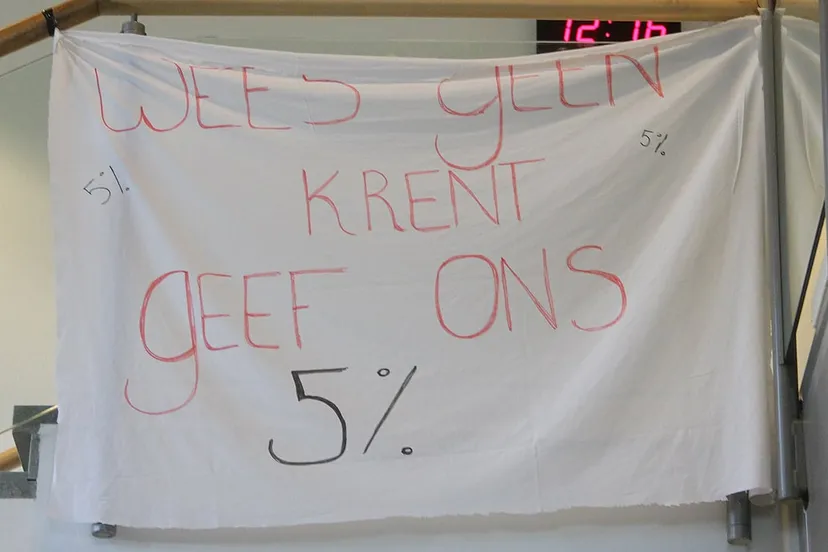 12:16
WEES GEEN
5%
5%
KRENT
GEEF ONS
5%